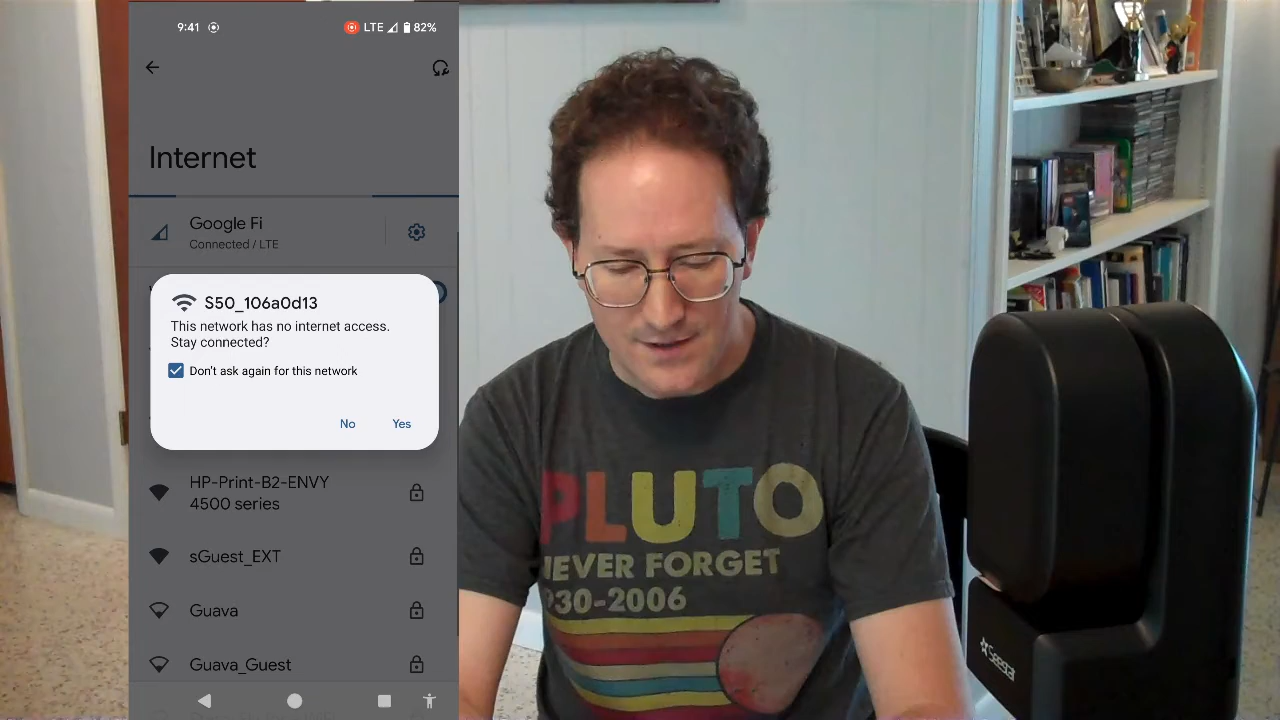 9:41
LTE 82%
Internet
Google Fi
Connected / LTE
S50_106a0d13
This network has no internet access.
Stay connected?
Don't ask again for this network
No Yes
HP-Print-B2-ENVY
4500 series
sGuest_EXT
Guava
Guava_Guest
PLUTO
NEVER FORGET
930-2006